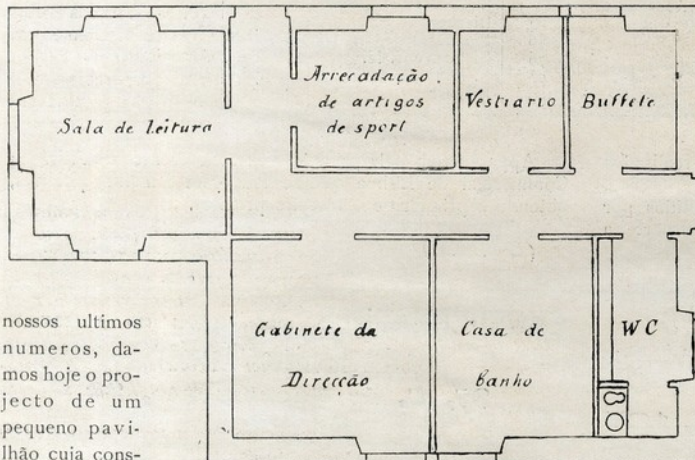 Sala de leitura
Arrecadação
de artigos
de sport
Vestiario
Buffete
Gabinete da
Direcção
Casa de
banho
WC
nossos ultimos
numeros, da-
mos hoje o pro-
jecto de um
pequeno pavi-
lhão cuja cons-